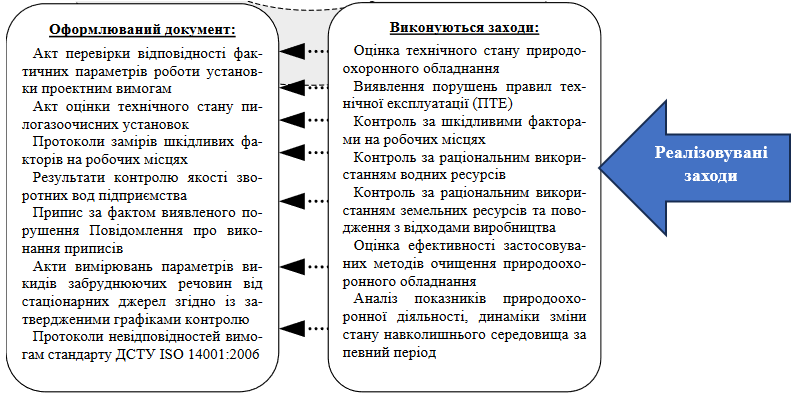 Оформлюваний документ:
Акт перевірки відповідності фак-
тичних параметрів роботи установ-
ки проектним вимогам
Акт оцінки технічного стану пи-
логазоочисних установок
Протоколи замірів шкідливих фа-
кторів на робочих місцях
Результати контролю якості зво-
ротних вод підприємства
Припис за фактом виявленого по-
рушення Повідомлення про вико-
нання приписів
Акти вимірювань параметрів ви-
кидів забруднюючих речовин від
стаціонарних джерел згідно із за-
твердженими графіками контролю
Протоколи невідповідностей вимо-
гам стандарту ДСТУ ISO 14001:2006
Виконуються заходи:
Оцінка технічного стану природо-
охоронного обладнання
Виявлення порушень правил тех-
нічної експлуатації (ПТЕ)
Контроль за шкідливими фактора-
ми на робочих місцях
Контроль за раціональним викори-
станням водних ресурсів
Контроль за раціональним викори-
станням земельних ресурсів та пово-
дження з відходами виробництва
Оцінка ефективності застосовува-
них методів очищення природоохо-
ронного обладнання
Аналіз показників природоохо-
ронної діяльності, динаміки зміни
стану навколишнього середовища за
певний період
Реалізовувані
заходи